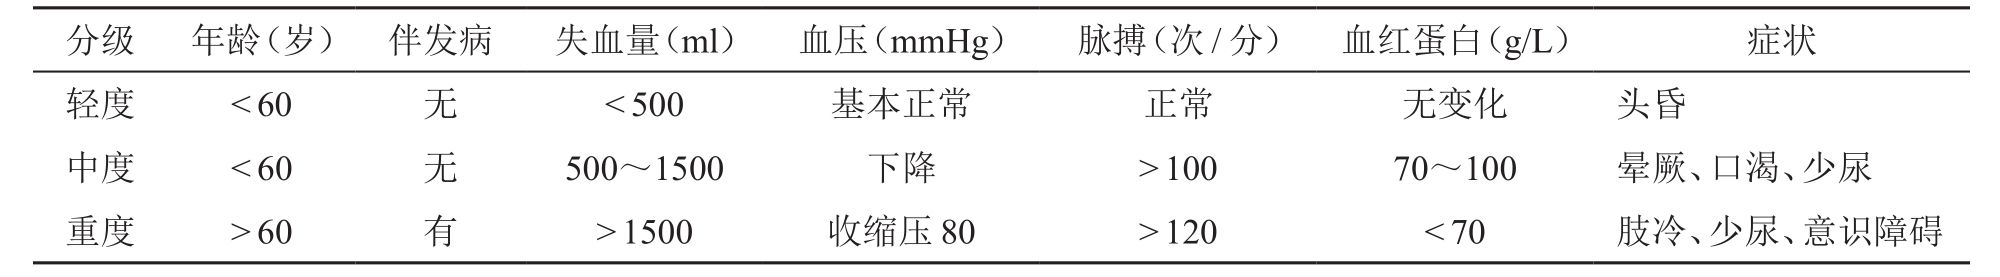 分级 年龄（岁） 伴发病 失血量（ml） 血压（mmHg） 脉搏（次/分） 血红蛋白（g/L） 症状
轻度 <60 无 <500 基本正常 正常 无变化 头昏
中度 <60 无 500～1500 下降 >100 70～100 晕厥、口渴、少尿
重度 >60 有 >1500 收缩压 80 >120 <70 肢冷、少尿、意识障碍